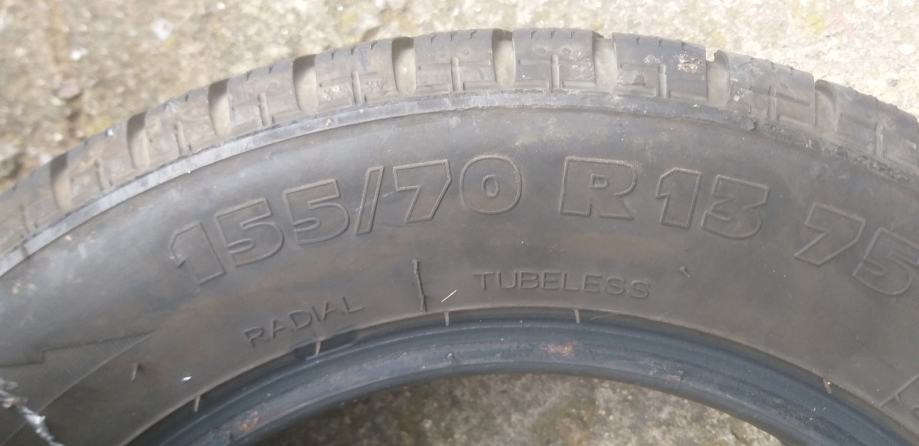 155/70 R13 75
RADIAL TUBELESS